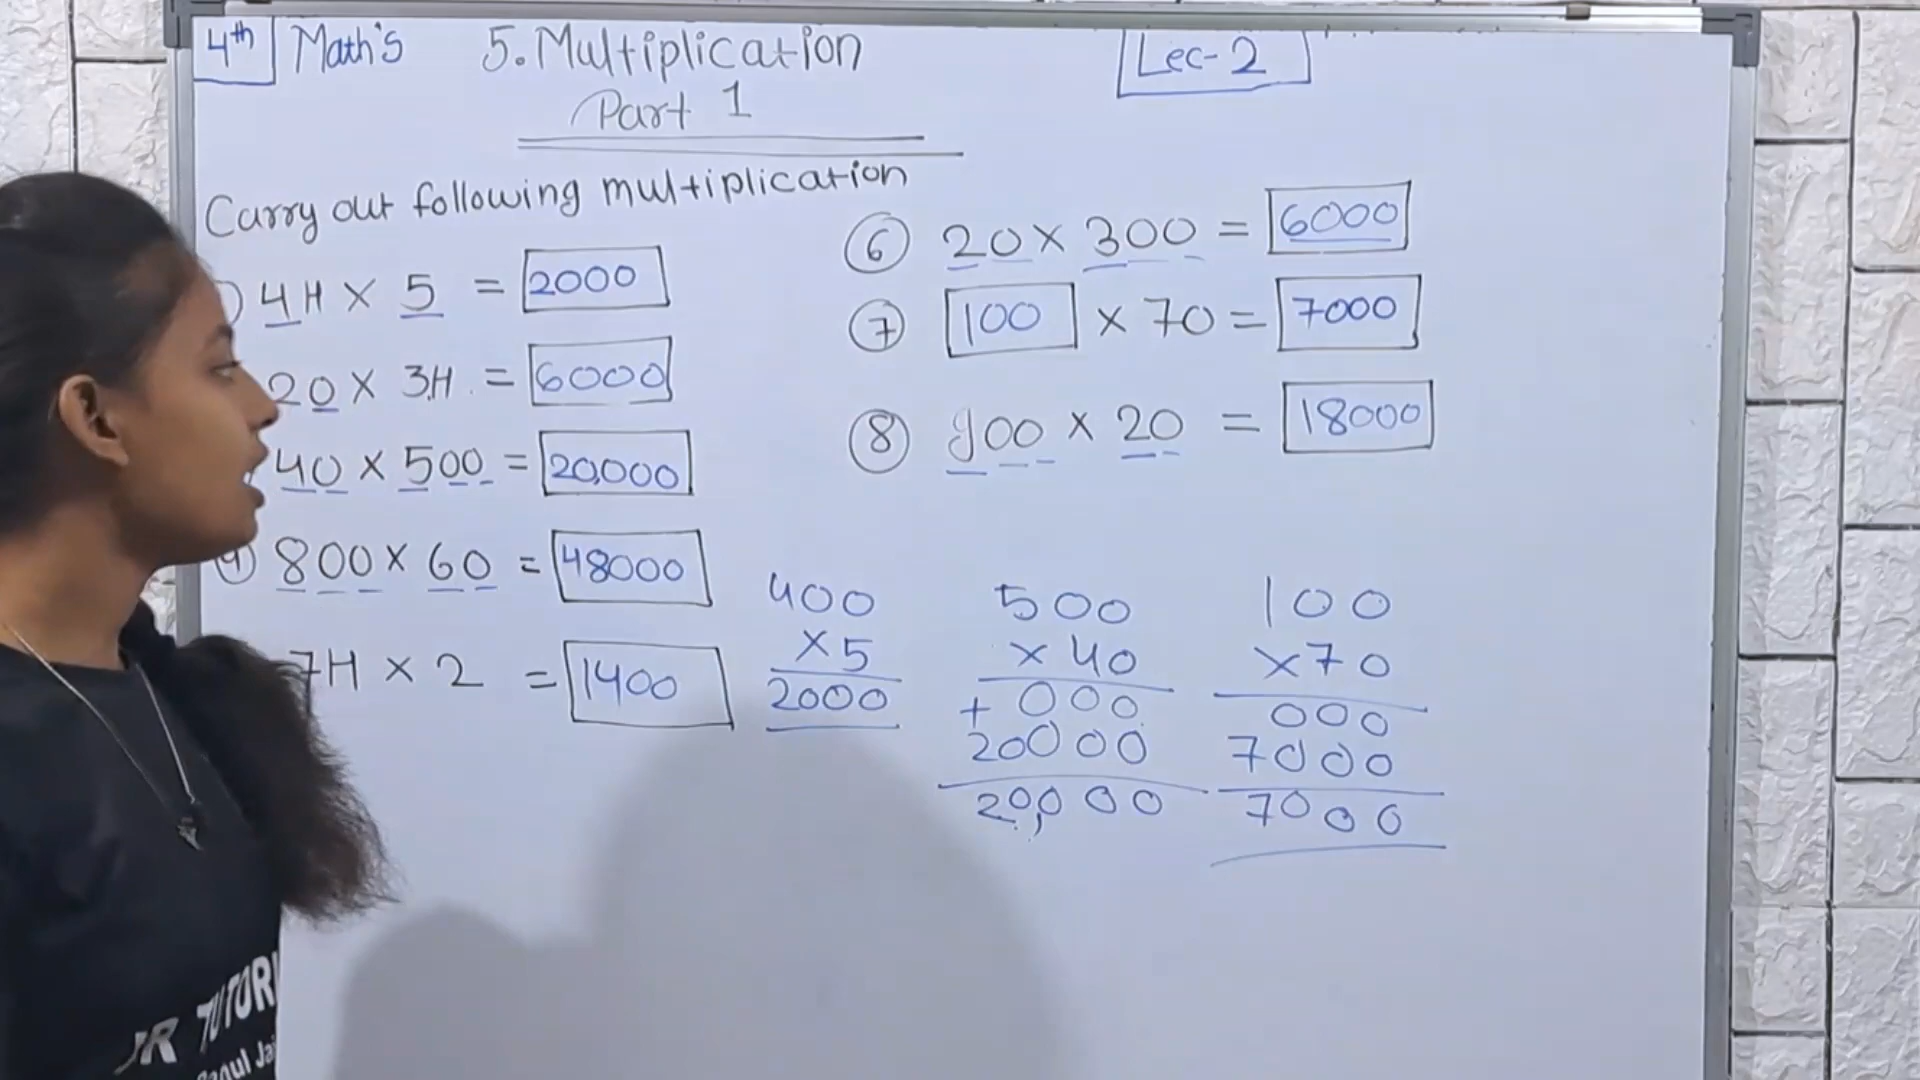 4th Math's 5. Multiplication Lec-2
Part 1
Carry out following multiplication
) 4H × 5 = 2000
20 × 3H = 6000
40 × 500 = 20,000
4) 800 × 60 = 48000
7H × 2 = 1400
6 20 × 300 = 6000
7 100 × 70 = 7000
8 900 × 20 = 18000
400
×5
2000
500
× 40
+ 000
20000
20,000
100
×70
000
7000
7000
JR TUTORI